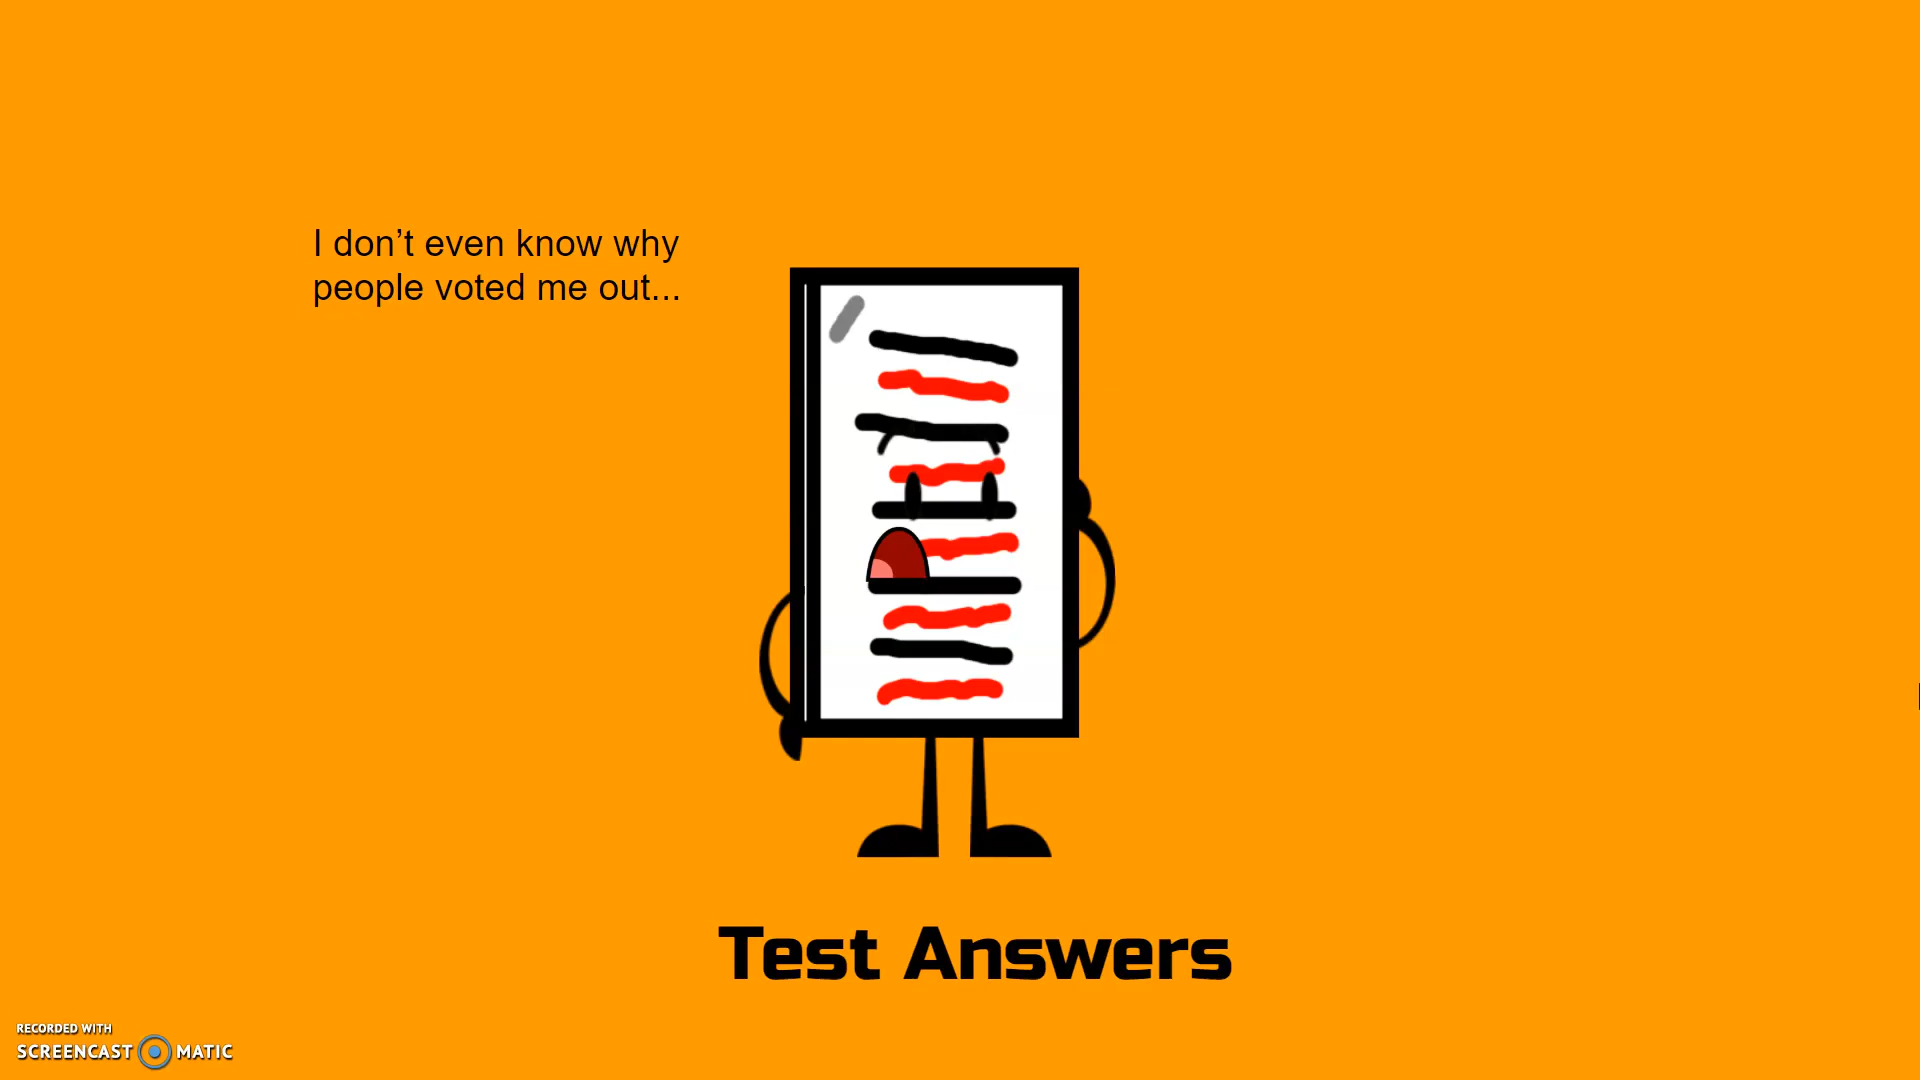 I don’t even know why
people voted me out...
Test Answers
RECORDED WITH
SCREENCAST MATIC